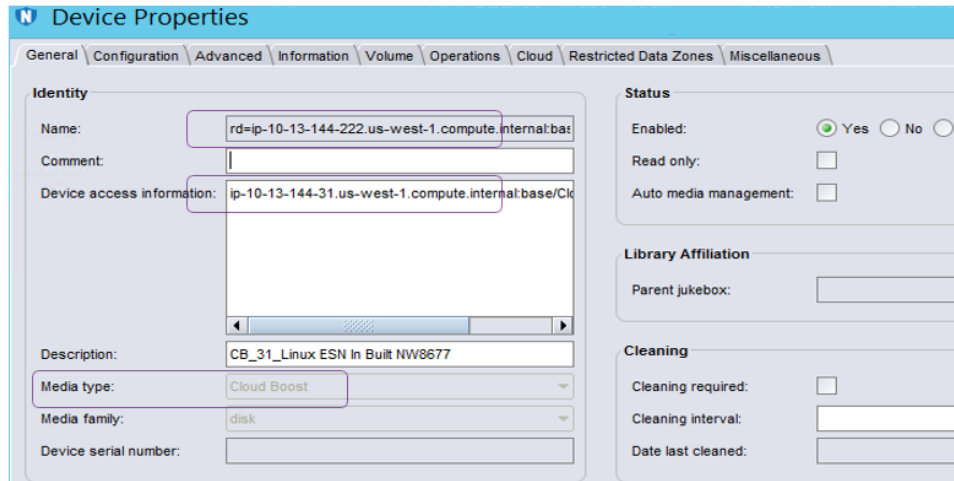 N Device Properties
General Configuration Advanced Information Volume Operations Cloud Restricted Data Zones Miscellaneous
Identity
Name: rd=ip-10-13-144-222.us-west-1.compute.internal:bas
Comment:
Device access information: ip-10-13-144-31.us-west-1.compute.internal:base/Clo
Description: CB_31_Linux ESN In Built NW8677
Media type: Cloud Boost
Media family: disk
Device serial number:
Status
Enabled: Yes No
Read only:
Auto media management:
Library Affiliation
Parent jukebox:
Cleaning
Cleaning required:
Cleaning interval:
Date last cleaned: